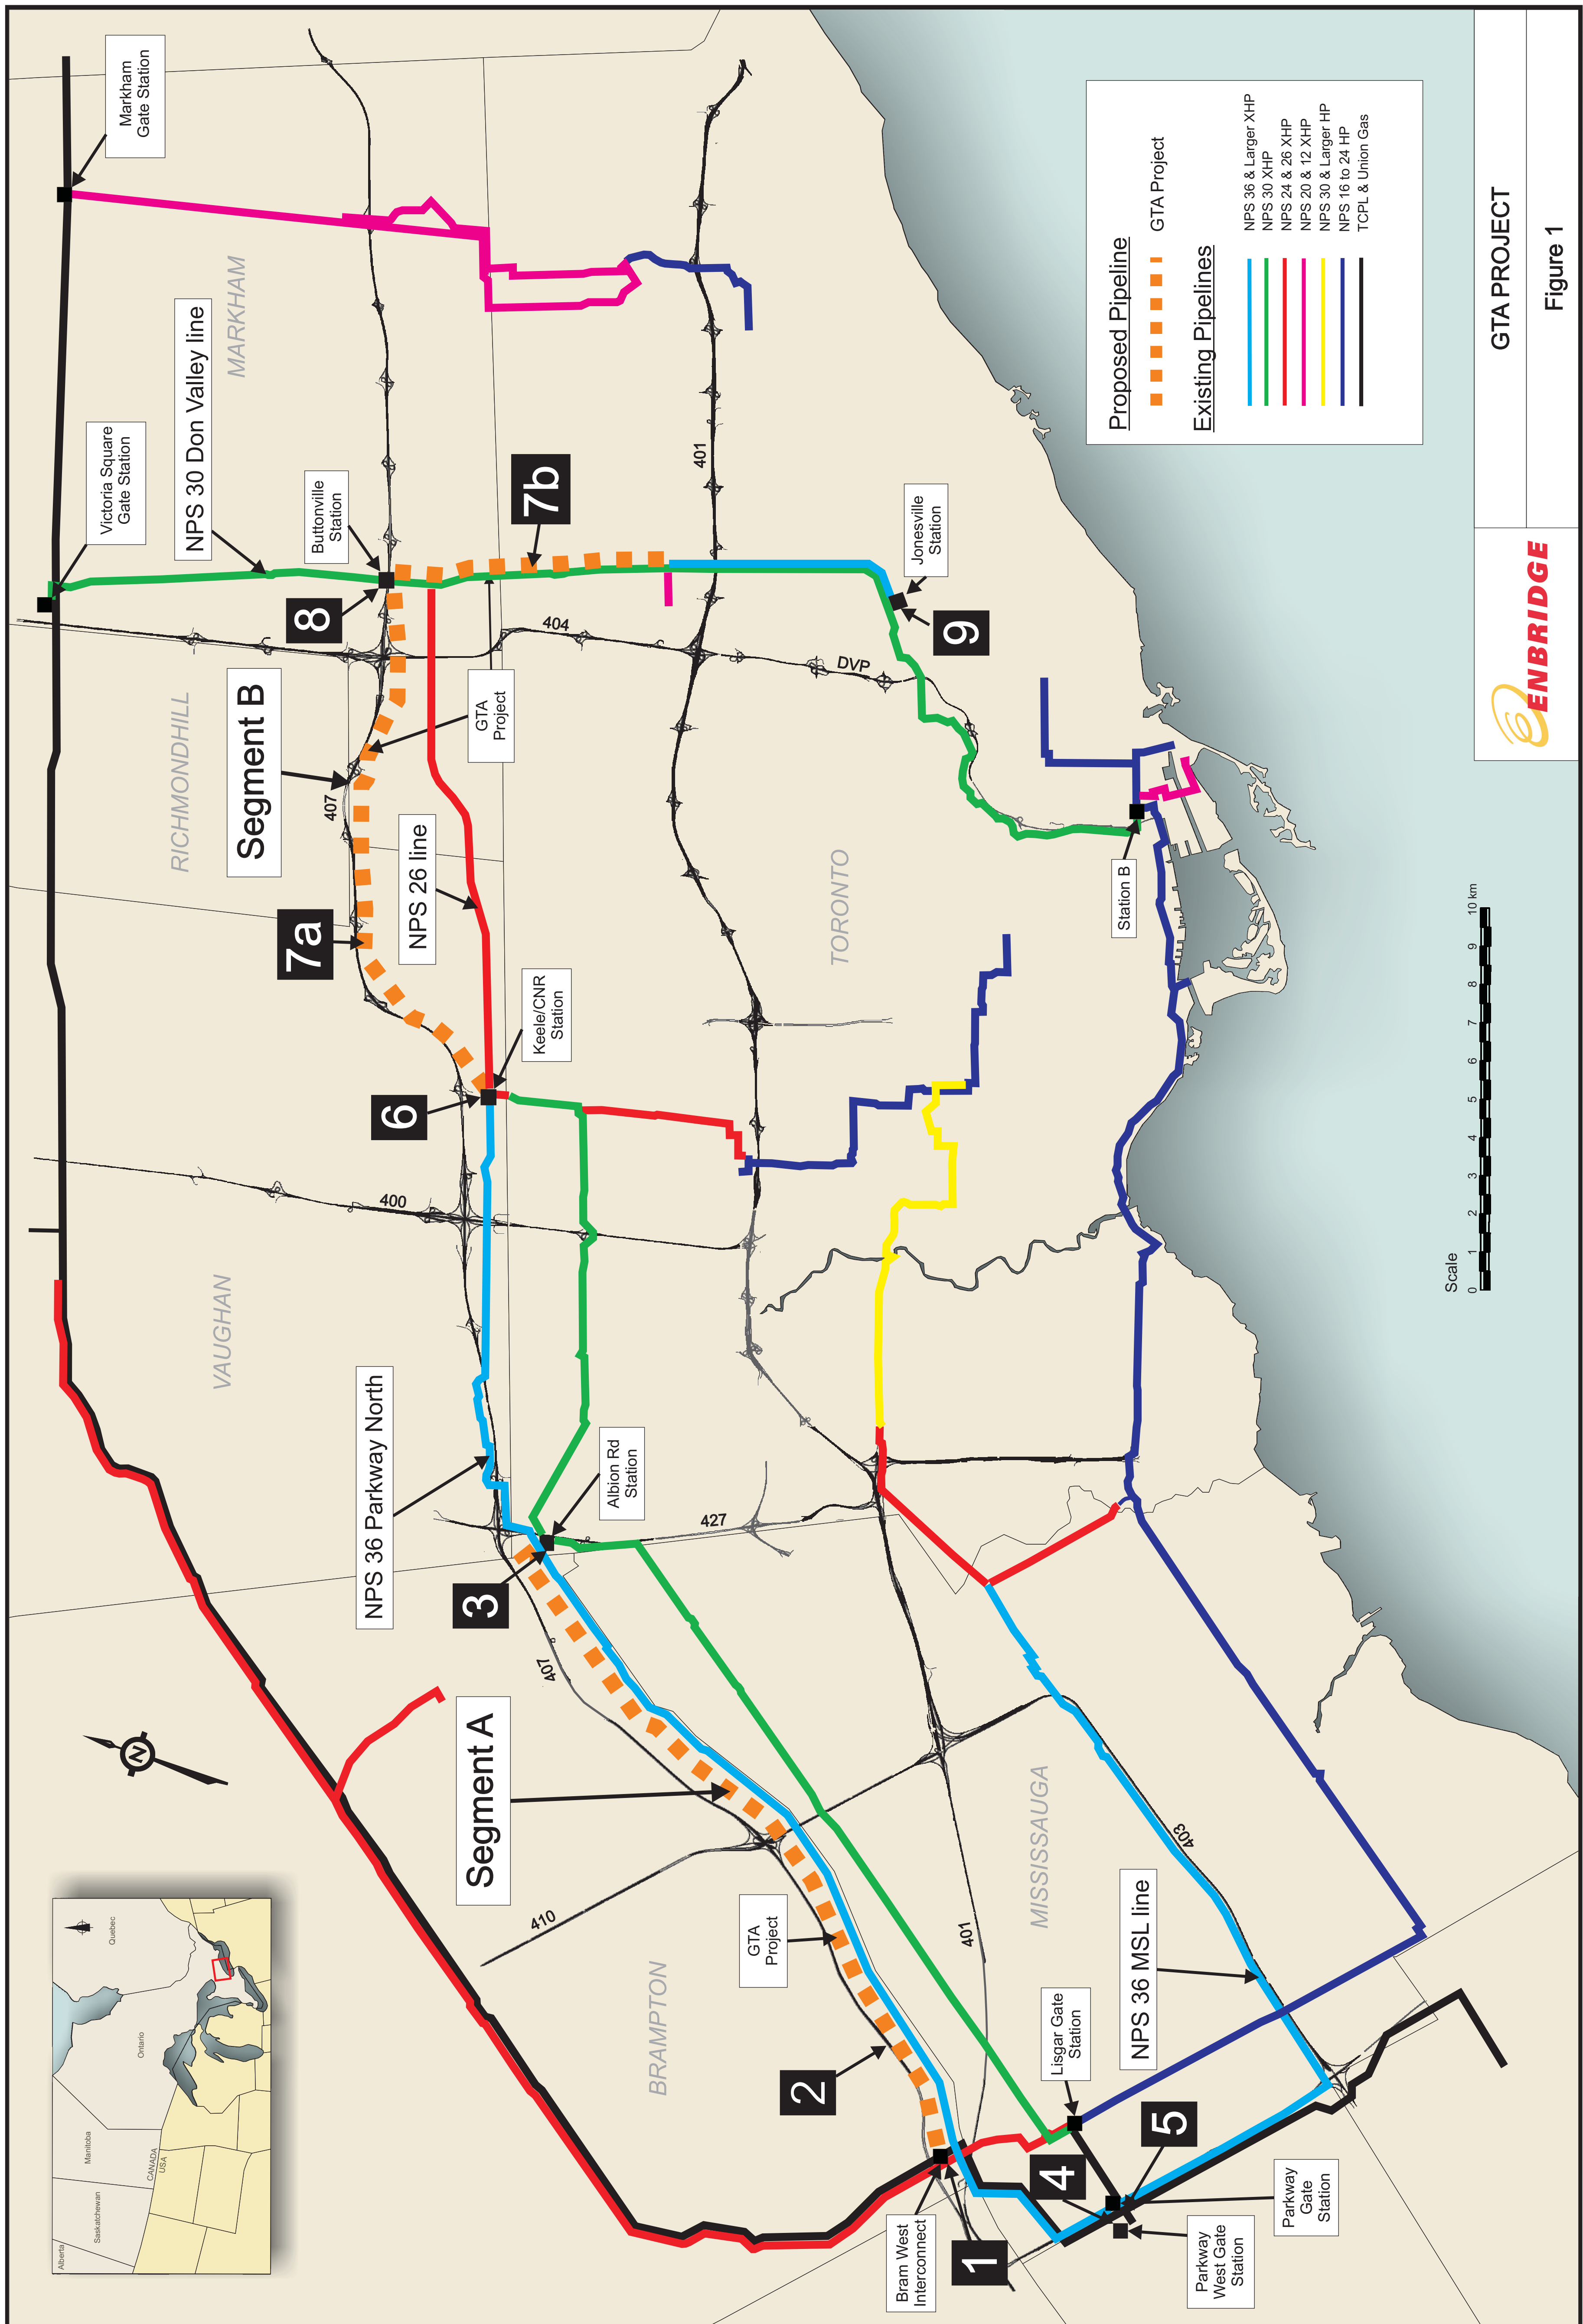 Alberta
Saskatchewan
Manitoba
Ontario
Quebec
CANADA
USA
N
BRAMPTON
VAUGHAN
RICHMONDHILL
MARKHAM
MISSISSAUGA
TORONTO
Bram West
Interconnect
1
2
GTA
Project
Segment A
3
NPS 36 Parkway North
Albion Rd
Station
Parkway
West Gate
Station
Parkway
Gate
Station
4
5
Lisgar Gate
Station
NPS 36 MSL line
6
Keele/CNR
Station
7a
NPS 26 line
Segment B
GTA
Project
8
Buttonville
Station
NPS 30 Don Valley line
Victoria Square
Gate Station
Markham
Gate Station
7b
9
Jonesville
Station
Station B
410
407
427
401
403
400
407
404
DVP
401
Scale
0 1 2 3 4 5 6 7 8 9 10 km
Proposed Pipeline
GTA Project
Existing Pipelines
NPS 36 & Larger XHP
NPS 30 XHP
NPS 24 & 26 XHP
NPS 20 & 12 XHP
NPS 30 & Larger HP
NPS 16 to 24 HP
TCPL & Union Gas
ENBRIDGE
GTA PROJECT
Figure 1